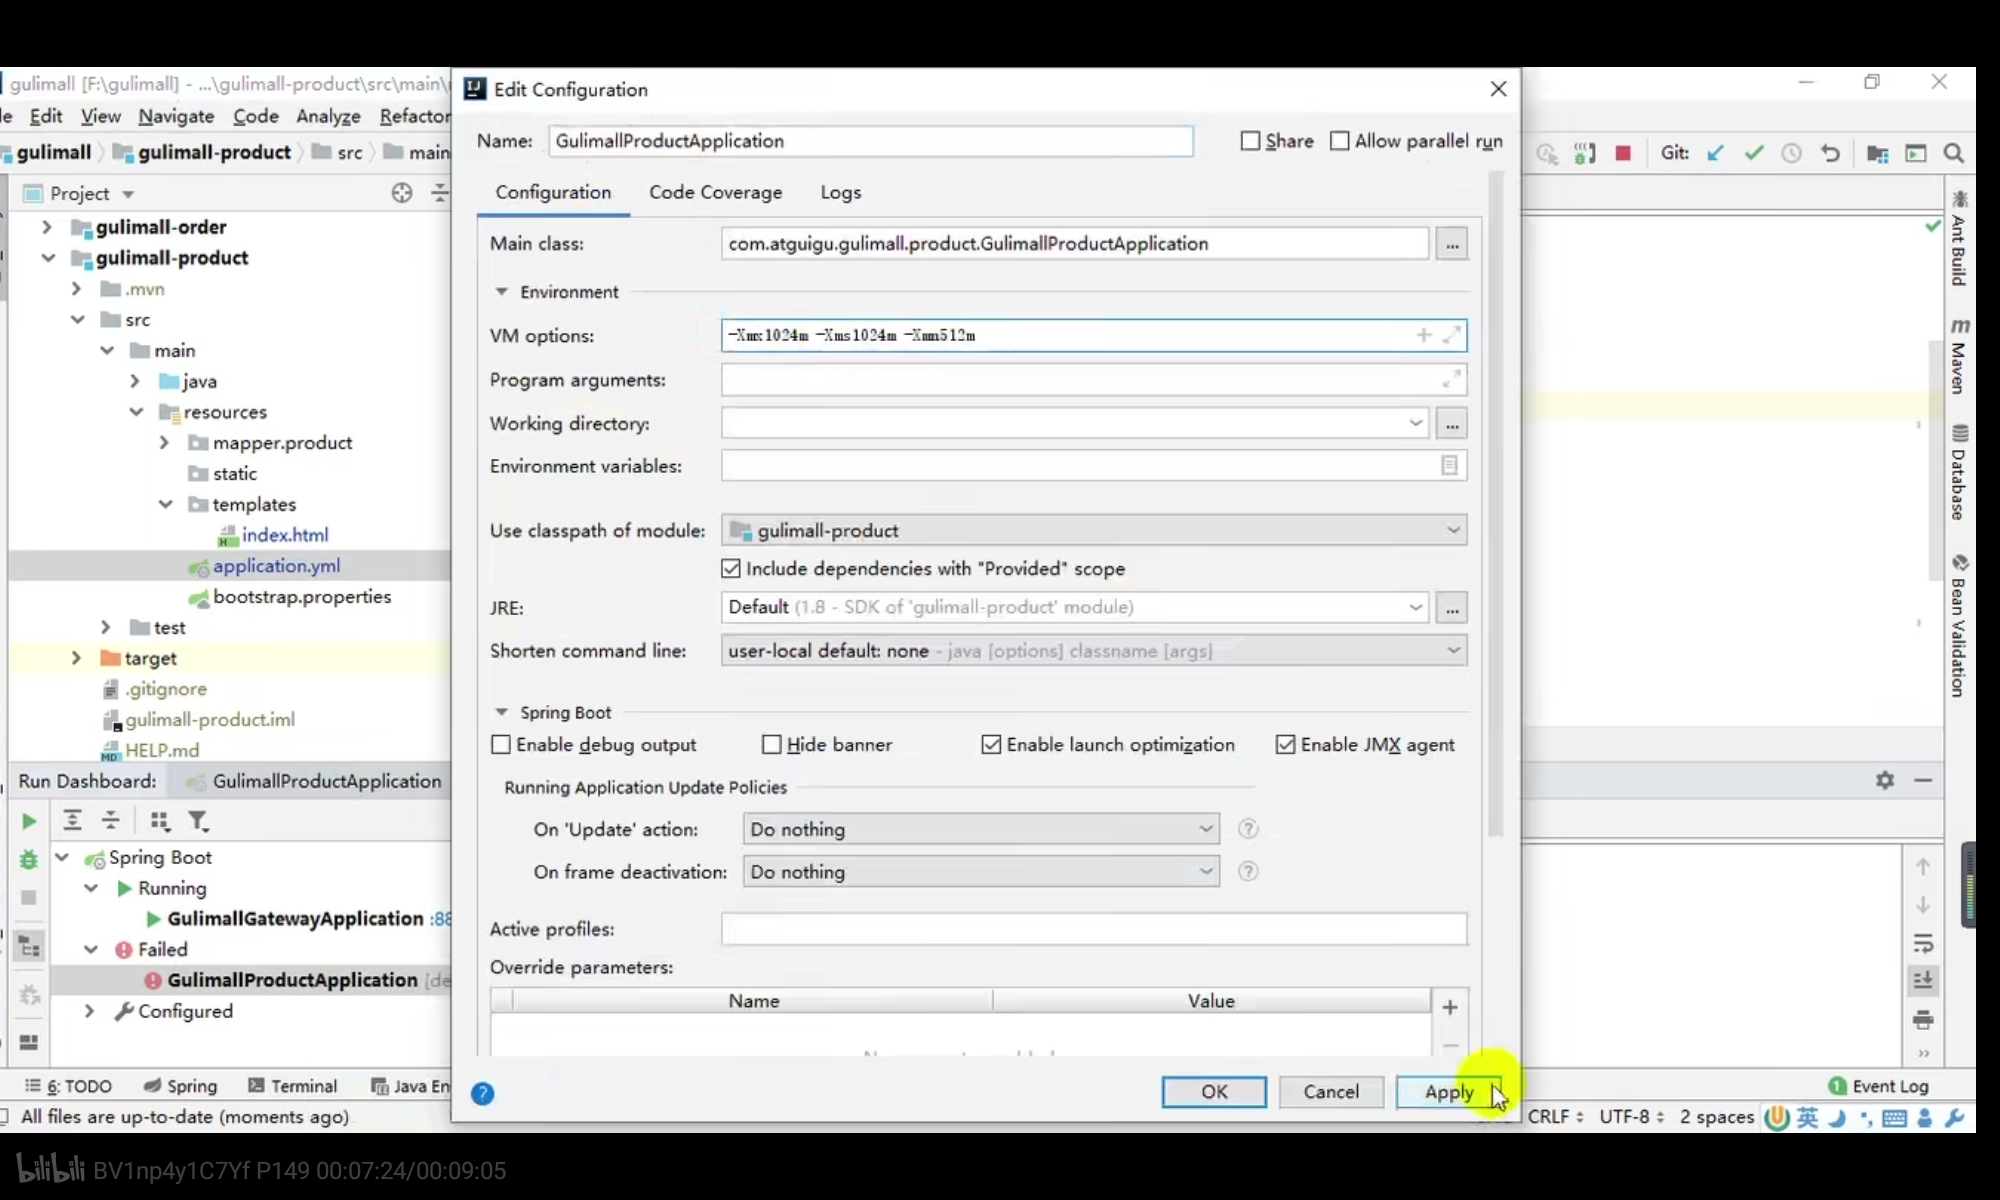 gulimall [F:\gulimall] - ...\gulimall-product\src\main\
Edit View Navigate Code Analyze Refactor
gulimall gulimall-product src main
Project
gulimall-order
gulimall-product
.mvn
src
main
java
resources
mapper.product
static
templates
index.html
application.yml
bootstrap.properties
test
target
.gitignore
gulimall-product.iml
HELP.md
Run Dashboard: GulimallProductApplication
Spring Boot
Running
GulimallGatewayApplication :88
Failed
GulimallProductApplication [de
Configured
6: TODO Spring Terminal Java En
All files are up-to-date (moments ago)
Edit Configuration
Name: GulimallProductApplication Share Allow parallel run
Configuration Code Coverage Logs
Main class: com.atguigu.gulimall.product.GulimallProductApplication ...
Environment
VM options: -Xmx1024m -Xms1024m -Xmn512m
Program arguments:
Working directory: ...
Environment variables:
Use classpath of module: gulimall-product
Include dependencies with "Provided" scope
JRE: Default (1.8 - SDK of 'gulimall-product' module) ...
Shorten command line: user-local default: none - java [options] classname [args]
Spring Boot
Enable debug output Hide banner Enable launch optimization Enable JMX agent
Running Application Update Policies
On 'Update' action: Do nothing
On frame deactivation: Do nothing
Active profiles:
Override parameters:
Name Value
OK Cancel Apply
Git:
Ant Build
Maven
Database
Bean Validation
1 Event Log
CRLF UTF-8 2 spaces 英
bilibili BV1np4y1C7Yf P149 00:07:24/00:09:05